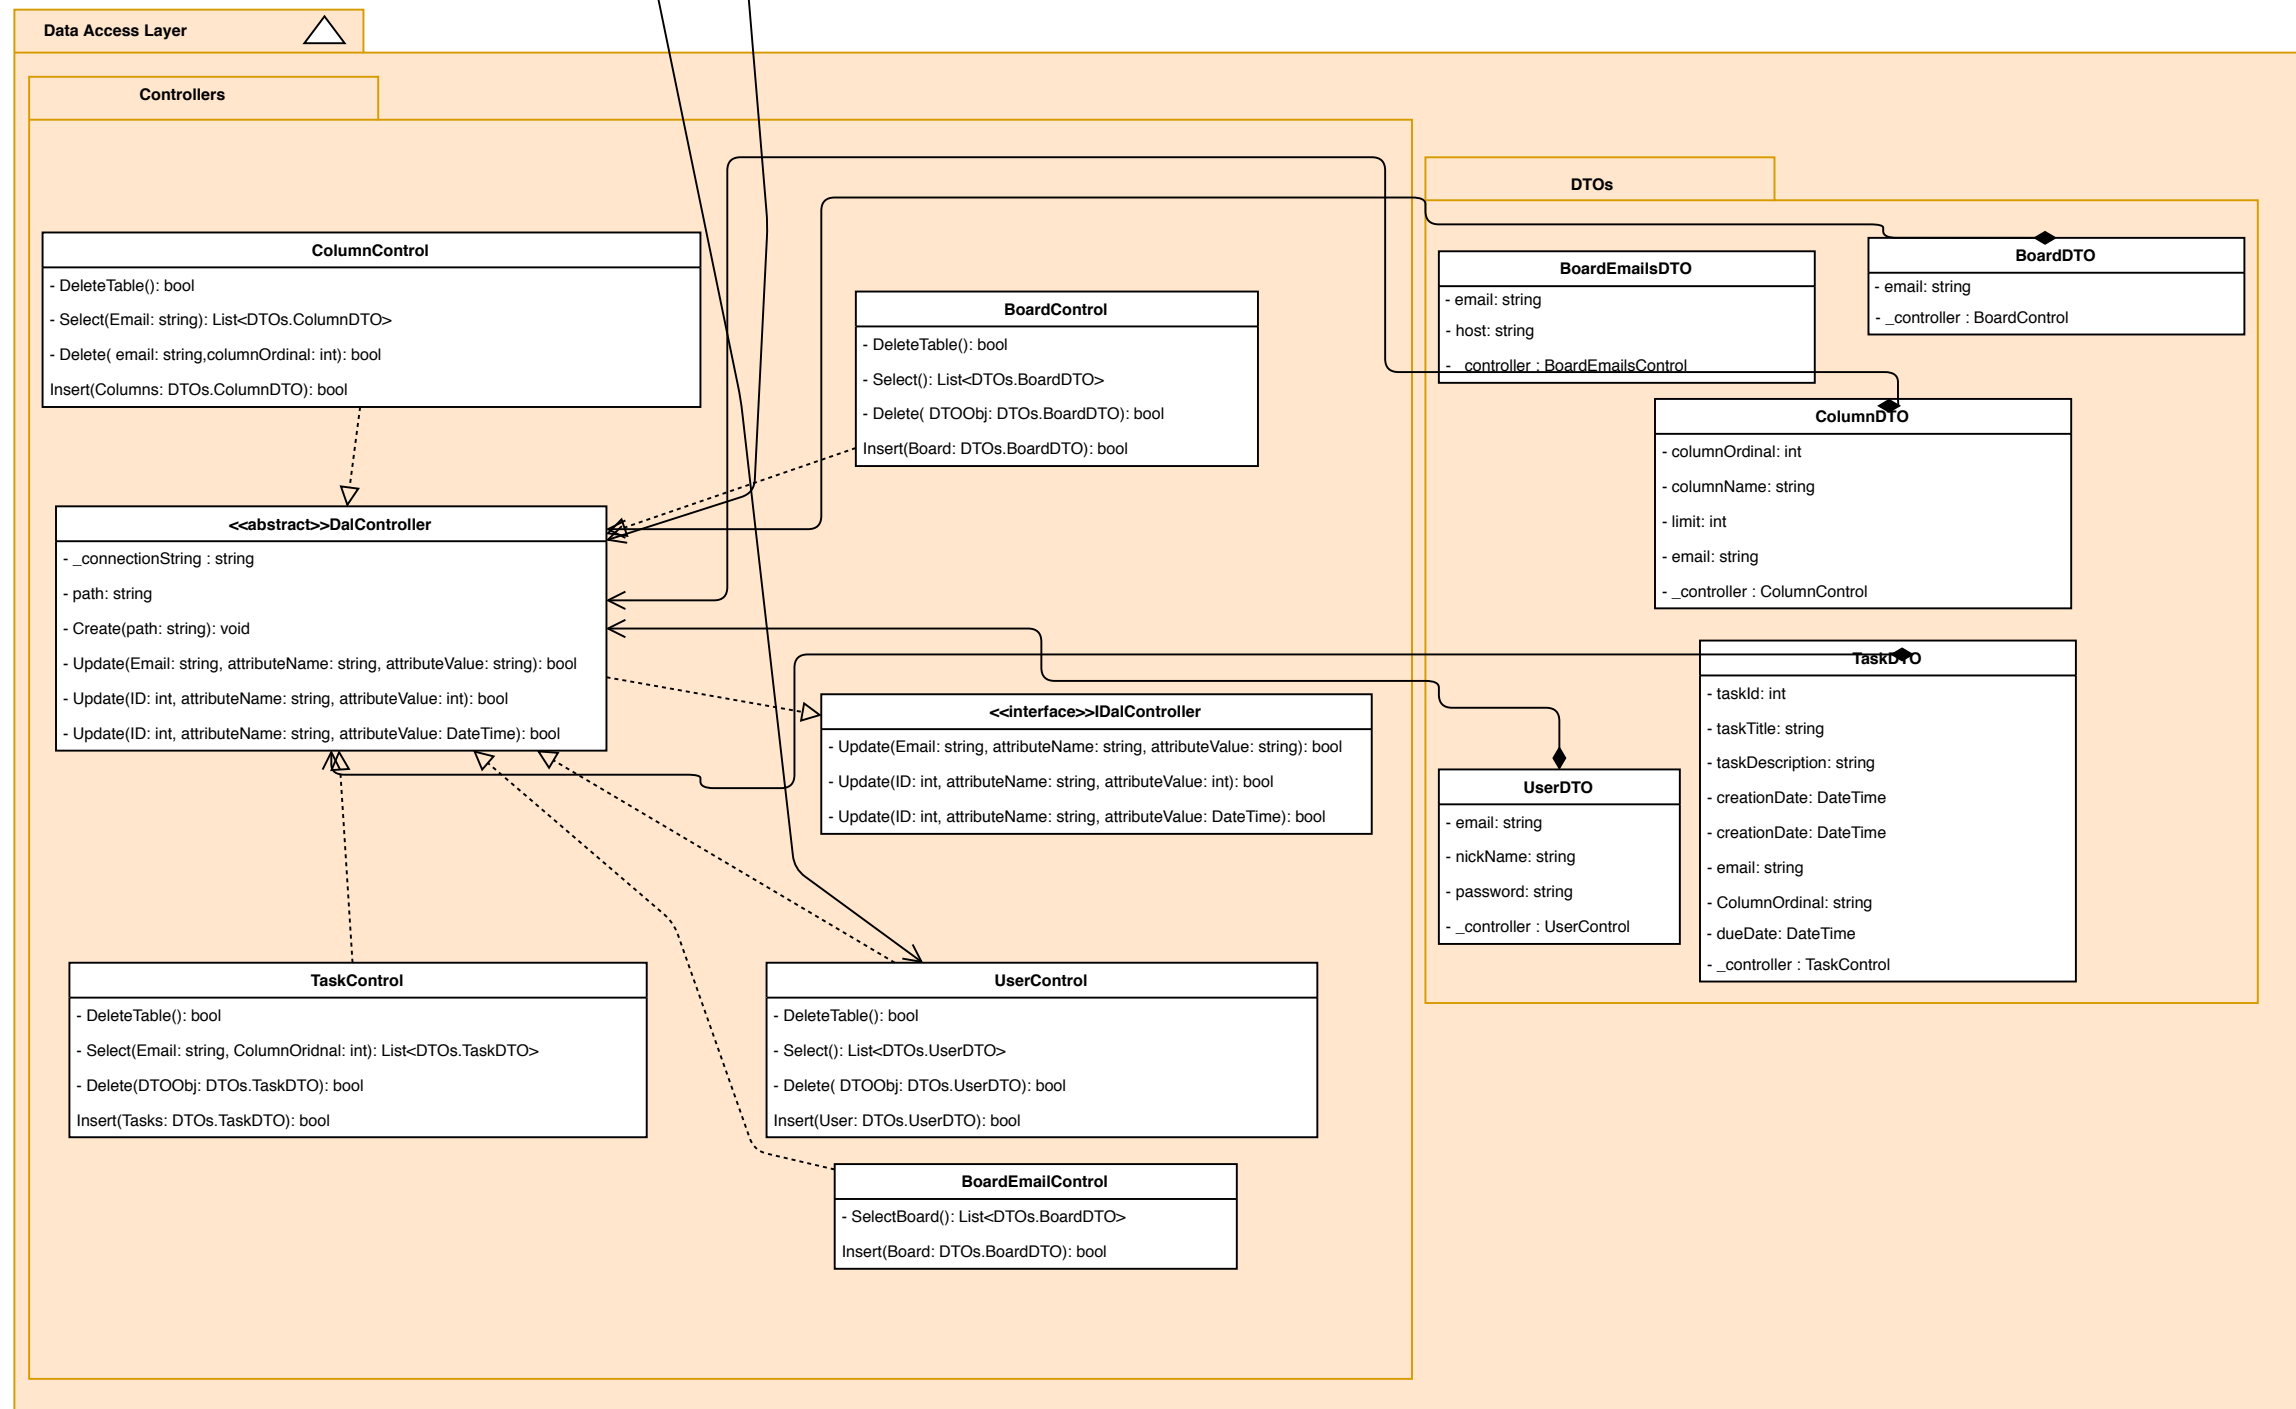 Data Access Layer
Controllers
DTOs
ColumnControl
- DeleteTable(): bool
- Select(Email: string): List<DTOs.ColumnDTO>
- Delete( email: string,columnOrdinal: int): bool
Insert(Columns: DTOs.ColumnDTO): bool
BoardControl
- DeleteTable(): bool
- Select(): List<DTOs.BoardDTO>
- Delete( DTOObj: DTOs.BoardDTO): bool
Insert(Board: DTOs.BoardDTO): bool
BoardEmailsDTO
- email: string
- host: string
- _controller : BoardEmailsControl
BoardDTO
- email: string
- _controller : BoardControl
ColumnDTO
- columnOrdinal: int
- columnName: string
- limit: int
- email: string
- _controller : ColumnControl
<<abstract>>DalController
- _connectionString : string
- path: string
- Create(path: string): void
- Update(Email: string, attributeName: string, attributeValue: string): bool
- Update(ID: int, attributeName: string, attributeValue: int): bool
- Update(ID: int, attributeName: string, attributeValue: DateTime): bool
<<interface>>IDalController
- Update(Email: string, attributeName: string, attributeValue: string): bool
- Update(ID: int, attributeName: string, attributeValue: int): bool
- Update(ID: int, attributeName: string, attributeValue: DateTime): bool
UserDTO
- email: string
- nickName: string
- password: string
- _controller : UserControl
TaskDTO
- taskId: int
- taskTitle: string
- taskDescription: string
- creationDate: DateTime
- creationDate: DateTime
- email: string
- ColumnOrdinal: string
- dueDate: DateTime
- _controller : TaskControl
TaskControl
- DeleteTable(): bool
- Select(Email: string, ColumnOridnal: int): List<DTOs.TaskDTO>
- Delete(DTOObj: DTOs.TaskDTO): bool
Insert(Tasks: DTOs.TaskDTO): bool
UserControl
- DeleteTable(): bool
- Select(): List<DTOs.UserDTO>
- Delete( DTOObj: DTOs.UserDTO): bool
Insert(User: DTOs.UserDTO): bool
BoardEmailControl
- SelectBoard(): List<DTOs.BoardDTO>
Insert(Board: DTOs.BoardDTO): bool